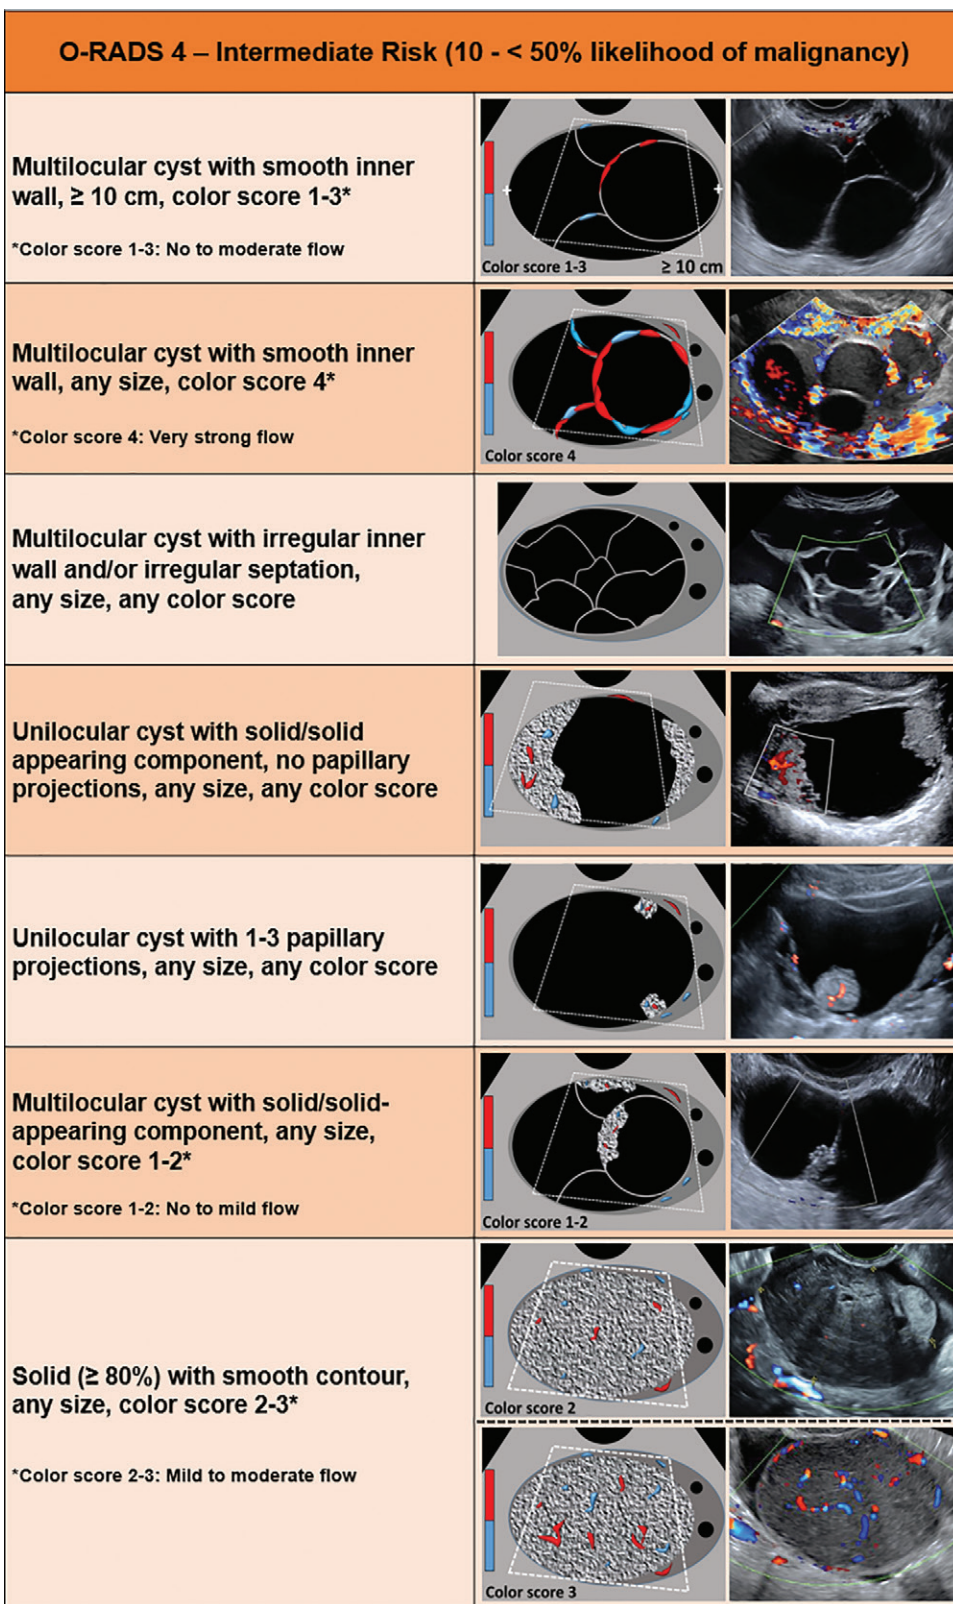 O-RADS 4 – Intermediate Risk (10 - < 50% likelihood of malignancy)
Multilocular cyst with smooth inner
wall, ≥ 10 cm, color score 1-3*
*Color score 1-3: No to moderate flow
Color score 1-3
≥ 10 cm
Multilocular cyst with smooth inner
wall, any size, color score 4*
*Color score 4: Very strong flow
Color score 4
Multilocular cyst with irregular inner
wall and/or irregular septation,
any size, any color score
Unilocular cyst with solid/solid
appearing component, no papillary
projections, any size, any color score
Unilocular cyst with 1-3 papillary
projections, any size, any color score
Multilocular cyst with solid/solid-
appearing component, any size,
color score 1-2*
*Color score 1-2: No to mild flow
Color score 1-2
Solid (≥ 80%) with smooth contour,
any size, color score 2-3*
*Color score 2-3: Mild to moderate flow
Color score 2
Color score 3